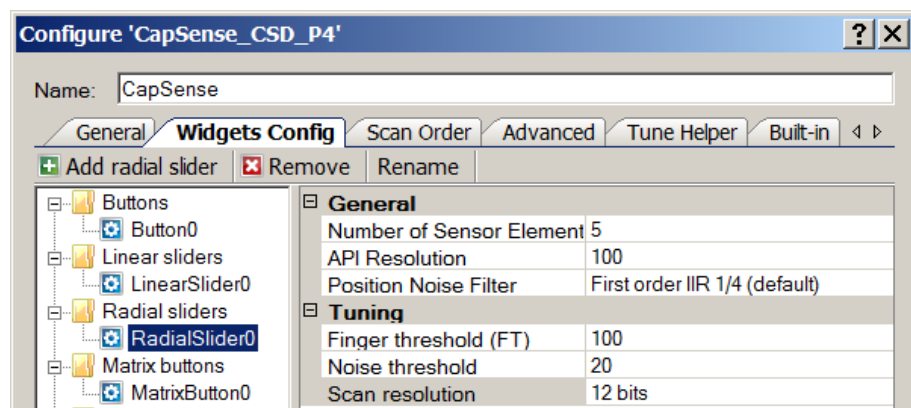 Configure 'CapSense_CSD_P4'
Name: CapSense
General Widgets Config Scan Order Advanced Tune Helper Built-in
Add radial slider Remove Rename
Buttons
Button0
Linear sliders
LinearSlider0
Radial sliders
RadialSlider0
Matrix buttons
MatrixButton0
General
Number of Sensor Element 5
API Resolution 100
Position Noise Filter First order IIR 1/4 (default)
Tuning
Finger threshold (FT) 100
Noise threshold 20
Scan resolution 12 bits